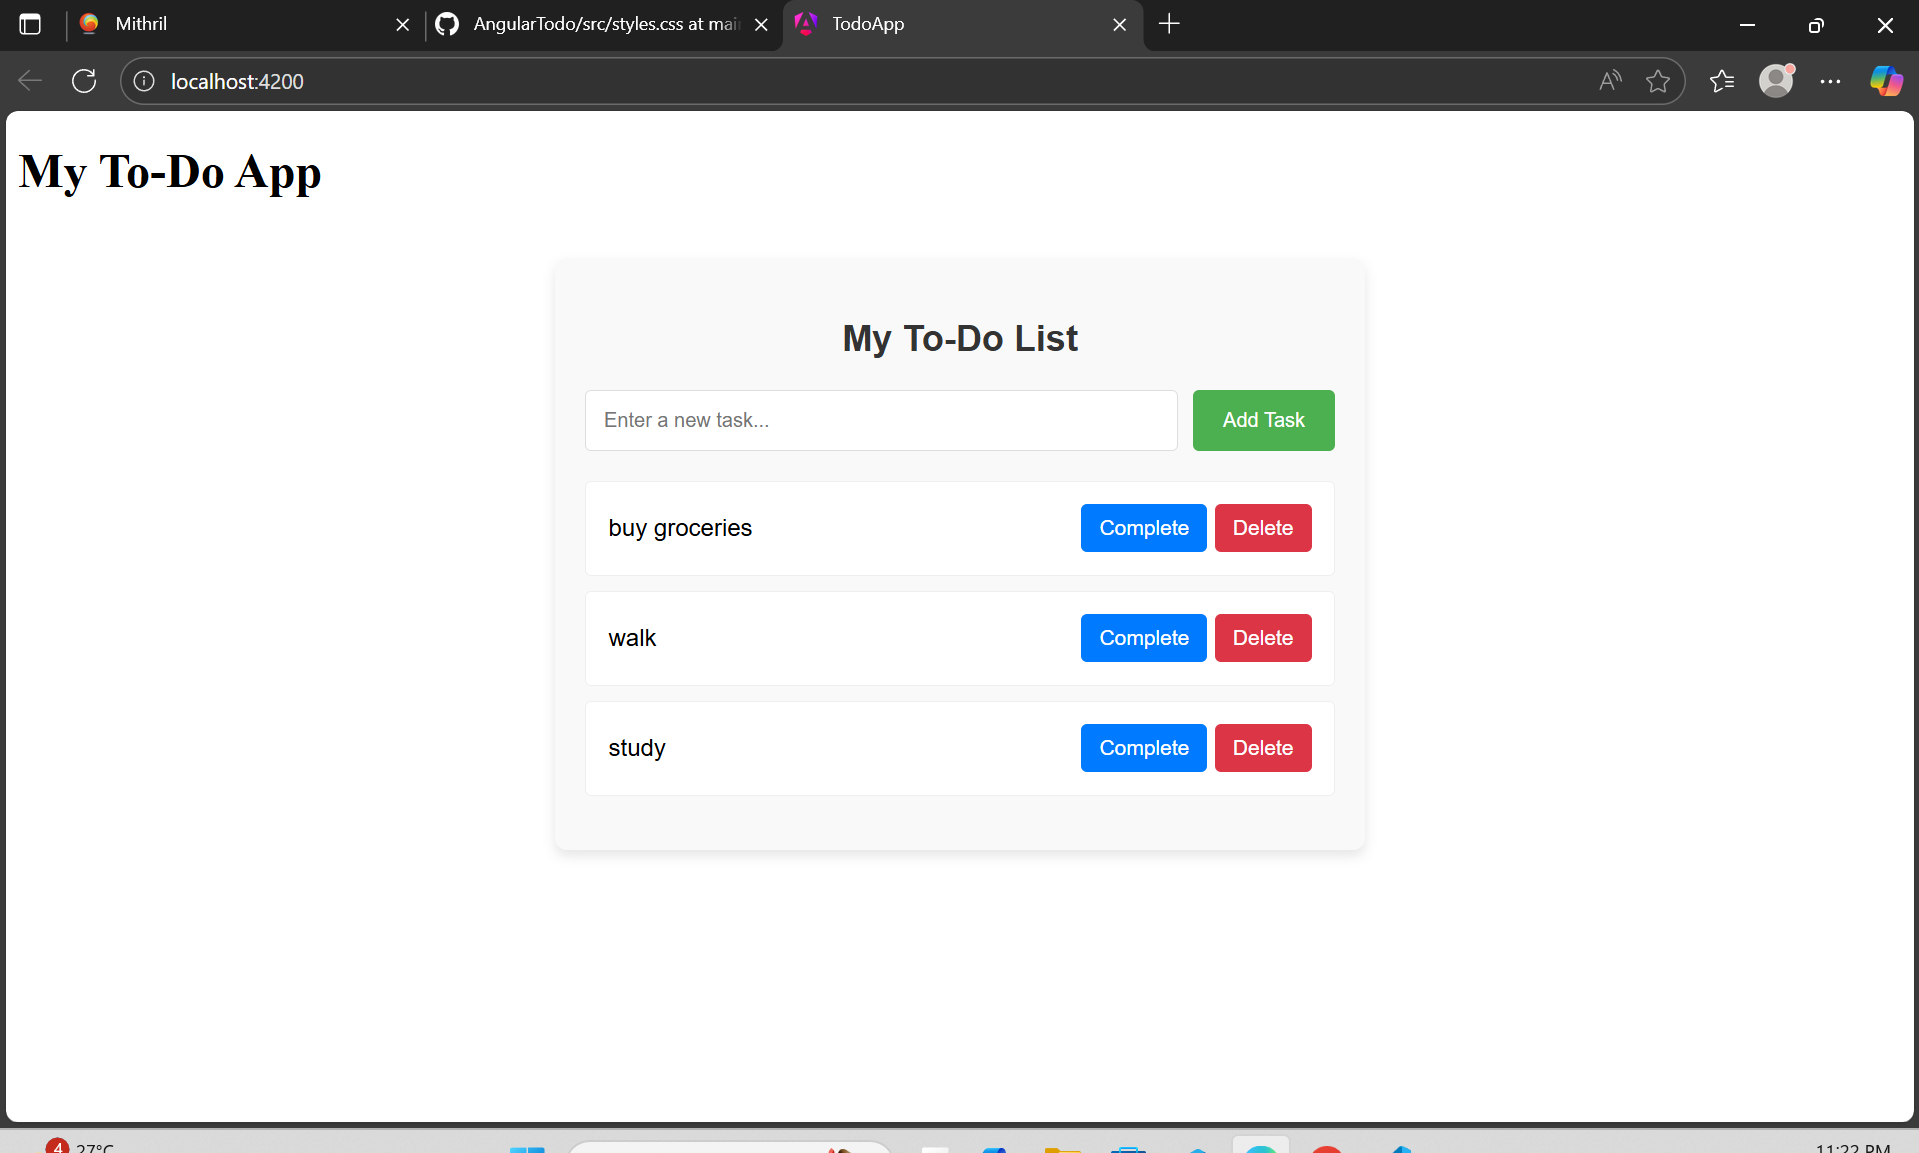 Mithril
AngularTodo/src/styles.css at mai
TodoApp
localhost:4200
My To-Do App
My To-Do List
Enter a new task...
Add Task
buy groceries
Complete
Delete
walk
Complete
Delete
study
Complete
Delete
4
27°C
11:22 PM